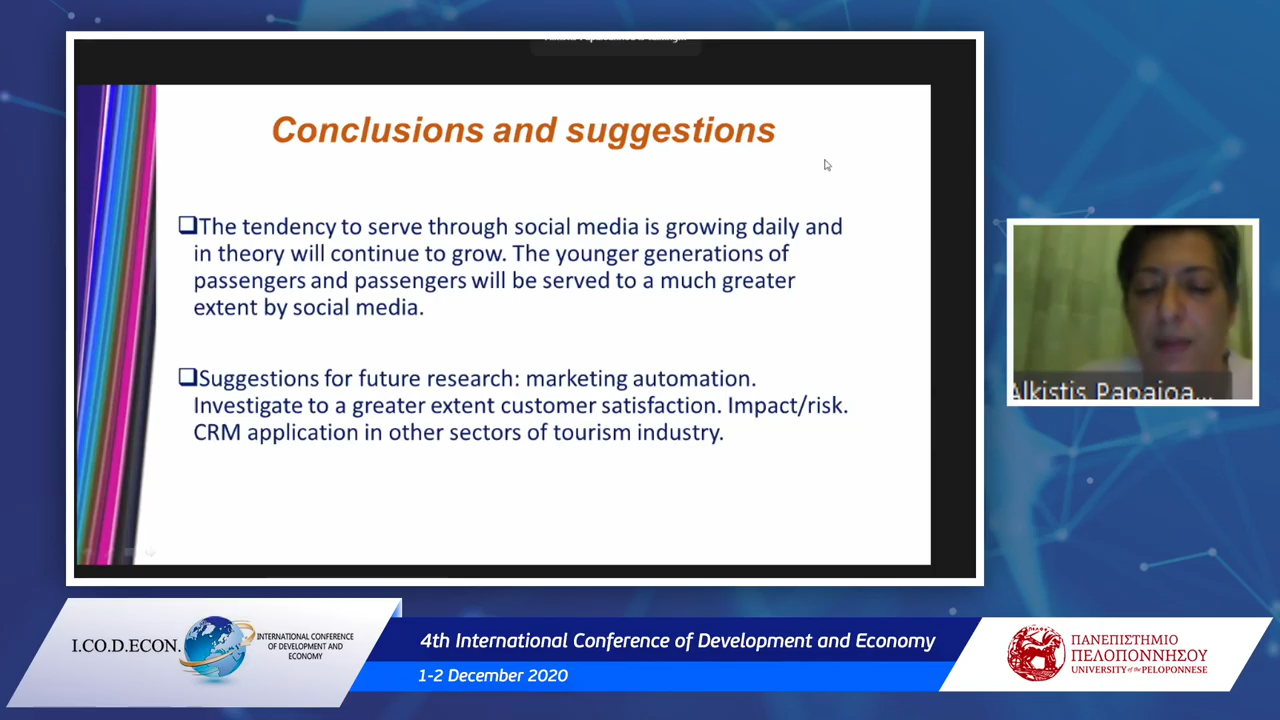 Conclusions and suggestions
❑The tendency to serve through social media is growing daily and
in theory will continue to grow. The younger generations of
passengers and passengers will be served to a much greater
extent by social media.
❑Suggestions for future research: marketing automation.
Investigate to a greater extent customer satisfaction. Impact/risk.
CRM application in other sectors of tourism industry.
Alkistis Papaioa...
I.CO.D.ECON.
INTERNATIONAL CONFERENCE
OF DEVELOPMENT AND
ECONOMY
4th International Conference of Development and Economy
1-2 December 2020
ΠΑΝΕΠΙΣΤΗΜΙΟ
ΠΕΛΟΠΟΝΝΗΣΟΥ
UNIVERSITY of the PELOPONNESE